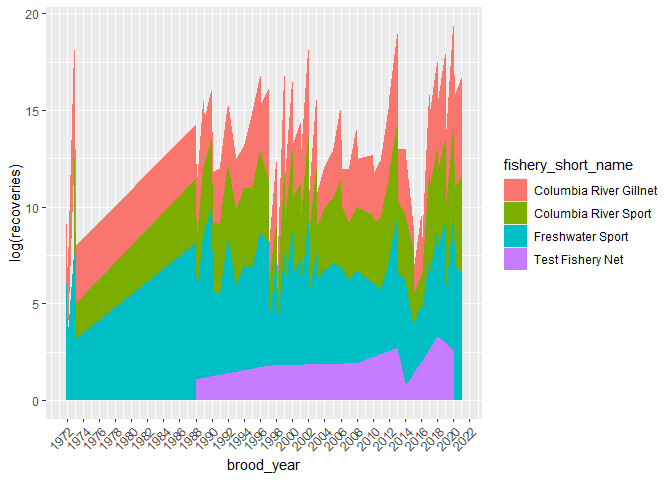 20
15
10
5
0
log(recoveries)
1972 1974 1976 1978 1980 1982 1984 1986 1988 1990 1992 1994 1996 1998 2000 2002 2004 2006 2008 2010 2012 2014 2016 2018 2020 2022
brood_year
fishery_short_name
Columbia River Gillnet
Columbia River Sport
Freshwater Sport
Test Fishery Net